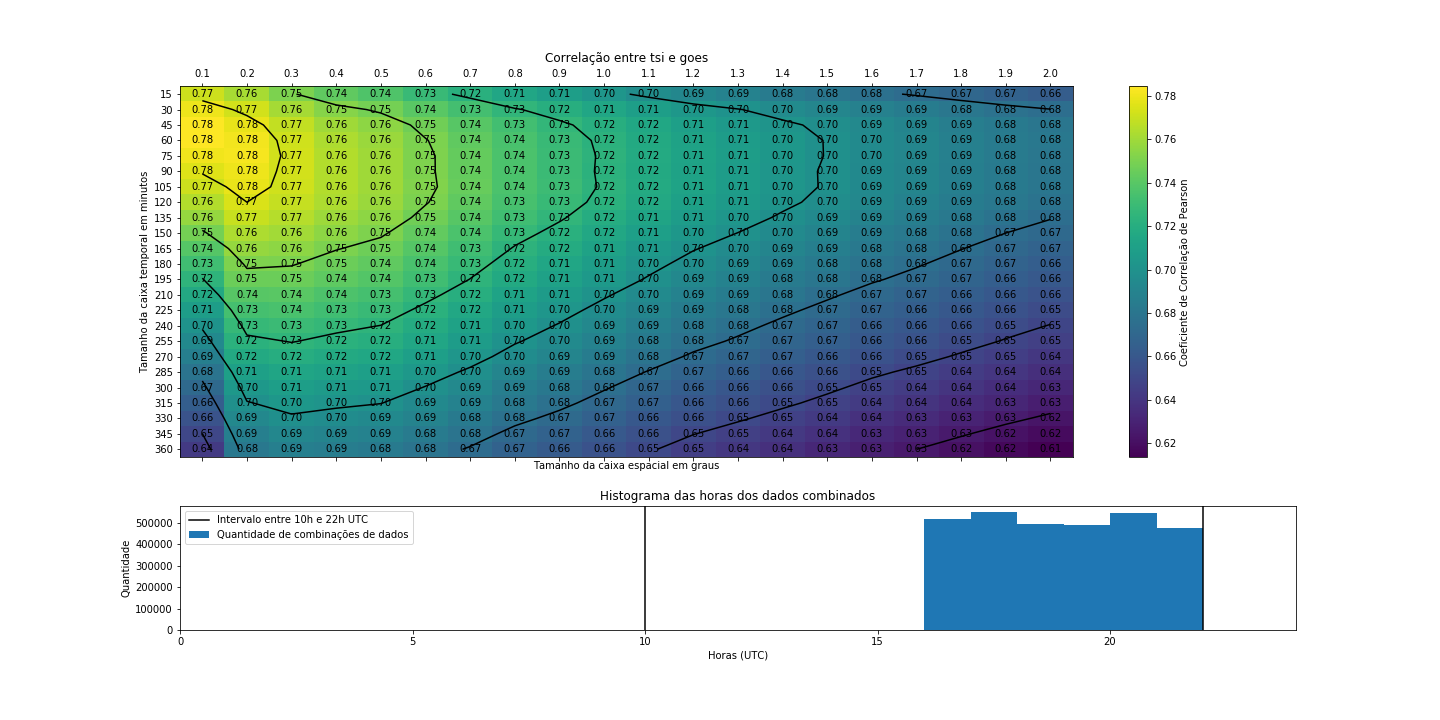 Correlação entre tsi e goes
0.1 0.2 0.3 0.4 0.5 0.6 0.7 0.8 0.9 1.0 1.1 1.2 1.3 1.4 1.5 1.6 1.7 1.8 1.9 2.0
15 0.77 0.76 0.75 0.74 0.74 0.73 0.72 0.71 0.71 0.70 0.70 0.69 0.69 0.68 0.68 0.68 0.67 0.67 0.67 0.66
30 0.78 0.77 0.76 0.75 0.75 0.74 0.73 0.73 0.72 0.71 0.71 0.70 0.70 0.70 0.69 0.69 0.69 0.68 0.68 0.68
45 0.78 0.78 0.77 0.76 0.76 0.75 0.74 0.73 0.73 0.72 0.71 0.71 0.70 0.70 0.70 0.69 0.69 0.69 0.68 0.68
60 0.78 0.78 0.77 0.76 0.76 0.75 0.74 0.74 0.73 0.72 0.72 0.71 0.71 0.70 0.70 0.70 0.69 0.69 0.68 0.68
75 0.78 0.78 0.77 0.76 0.76 0.75 0.74 0.74 0.73 0.72 0.72 0.71 0.71 0.70 0.70 0.70 0.69 0.69 0.68 0.68
90 0.78 0.78 0.77 0.76 0.76 0.75 0.74 0.74 0.73 0.72 0.72 0.71 0.71 0.70 0.70 0.69 0.69 0.69 0.68 0.68
105 0.77 0.78 0.77 0.76 0.76 0.75 0.74 0.74 0.73 0.72 0.72 0.71 0.71 0.70 0.70 0.69 0.69 0.69 0.68 0.68
120 0.76 0.77 0.77 0.76 0.76 0.75 0.74 0.74 0.73 0.72 0.72 0.71 0.71 0.70 0.70 0.69 0.69 0.69 0.68 0.68
135 0.76 0.77 0.77 0.76 0.76 0.75 0.74 0.73 0.73 0.72 0.71 0.71 0.70 0.70 0.69 0.69 0.69 0.68 0.68 0.68
150 0.75 0.76 0.76 0.76 0.75 0.74 0.74 0.73 0.72 0.72 0.71 0.70 0.70 0.70 0.69 0.69 0.68 0.68 0.67 0.67
165 0.74 0.76 0.76 0.75 0.75 0.74 0.73 0.72 0.72 0.71 0.71 0.70 0.70 0.69 0.69 0.68 0.68 0.68 0.67 0.67
180 0.73 0.75 0.75 0.75 0.74 0.74 0.73 0.72 0.71 0.71 0.70 0.70 0.69 0.69 0.68 0.68 0.68 0.67 0.67 0.66
195 0.72 0.75 0.75 0.74 0.74 0.73 0.72 0.72 0.71 0.71 0.70 0.69 0.69 0.68 0.68 0.68 0.67 0.67 0.66 0.66
210 0.72 0.74 0.74 0.74 0.73 0.73 0.72 0.71 0.71 0.70 0.70 0.69 0.69 0.68 0.68 0.67 0.67 0.66 0.66 0.66
225 0.71 0.73 0.74 0.73 0.73 0.72 0.72 0.71 0.70 0.70 0.69 0.69 0.68 0.68 0.67 0.67 0.66 0.66 0.66 0.65
240 0.70 0.73 0.73 0.73 0.72 0.72 0.71 0.70 0.70 0.69 0.69 0.68 0.68 0.67 0.67 0.66 0.66 0.66 0.65 0.65
255 0.69 0.72 0.73 0.72 0.72 0.71 0.71 0.70 0.70 0.69 0.68 0.68 0.67 0.67 0.67 0.66 0.66 0.65 0.65 0.65
270 0.69 0.72 0.72 0.72 0.72 0.71 0.70 0.70 0.69 0.69 0.68 0.67 0.67 0.67 0.66 0.66 0.65 0.65 0.65 0.64
285 0.68 0.71 0.71 0.71 0.71 0.70 0.70 0.69 0.69 0.68 0.67 0.67 0.66 0.66 0.66 0.65 0.65 0.64 0.64 0.64
300 0.67 0.70 0.71 0.71 0.71 0.70 0.69 0.69 0.68 0.68 0.67 0.66 0.66 0.66 0.65 0.65 0.64 0.64 0.64 0.63
315 0.66 0.70 0.70 0.70 0.70 0.69 0.69 0.68 0.68 0.67 0.66 0.66 0.66 0.65 0.65 0.64 0.64 0.64 0.63 0.63
330 0.66 0.69 0.70 0.70 0.69 0.69 0.68 0.68 0.67 0.67 0.66 0.66 0.65 0.65 0.64 0.64 0.63 0.63 0.63 0.62
345 0.65 0.69 0.69 0.69 0.69 0.68 0.68 0.67 0.67 0.66 0.66 0.65 0.65 0.64 0.64 0.63 0.63 0.63 0.62 0.62
360 0.64 0.68 0.69 0.69 0.68 0.68 0.67 0.67 0.66 0.66 0.65 0.65 0.64 0.64 0.63 0.63 0.63 0.62 0.62 0.61
Tamanho da caixa temporal em minutos
Tamanho da caixa espacial em graus
0.78
0.76
0.74
0.72
0.70
0.68
0.66
0.64
0.62
Coeficiente de Correlação de Pearson
Histograma das horas dos dados combinados
Intervalo entre 10h e 22h UTC
Quantidade de combinações de dados
500000
400000
300000
200000
100000
0
Quantidade
0 5 10 15 20
Horas (UTC)